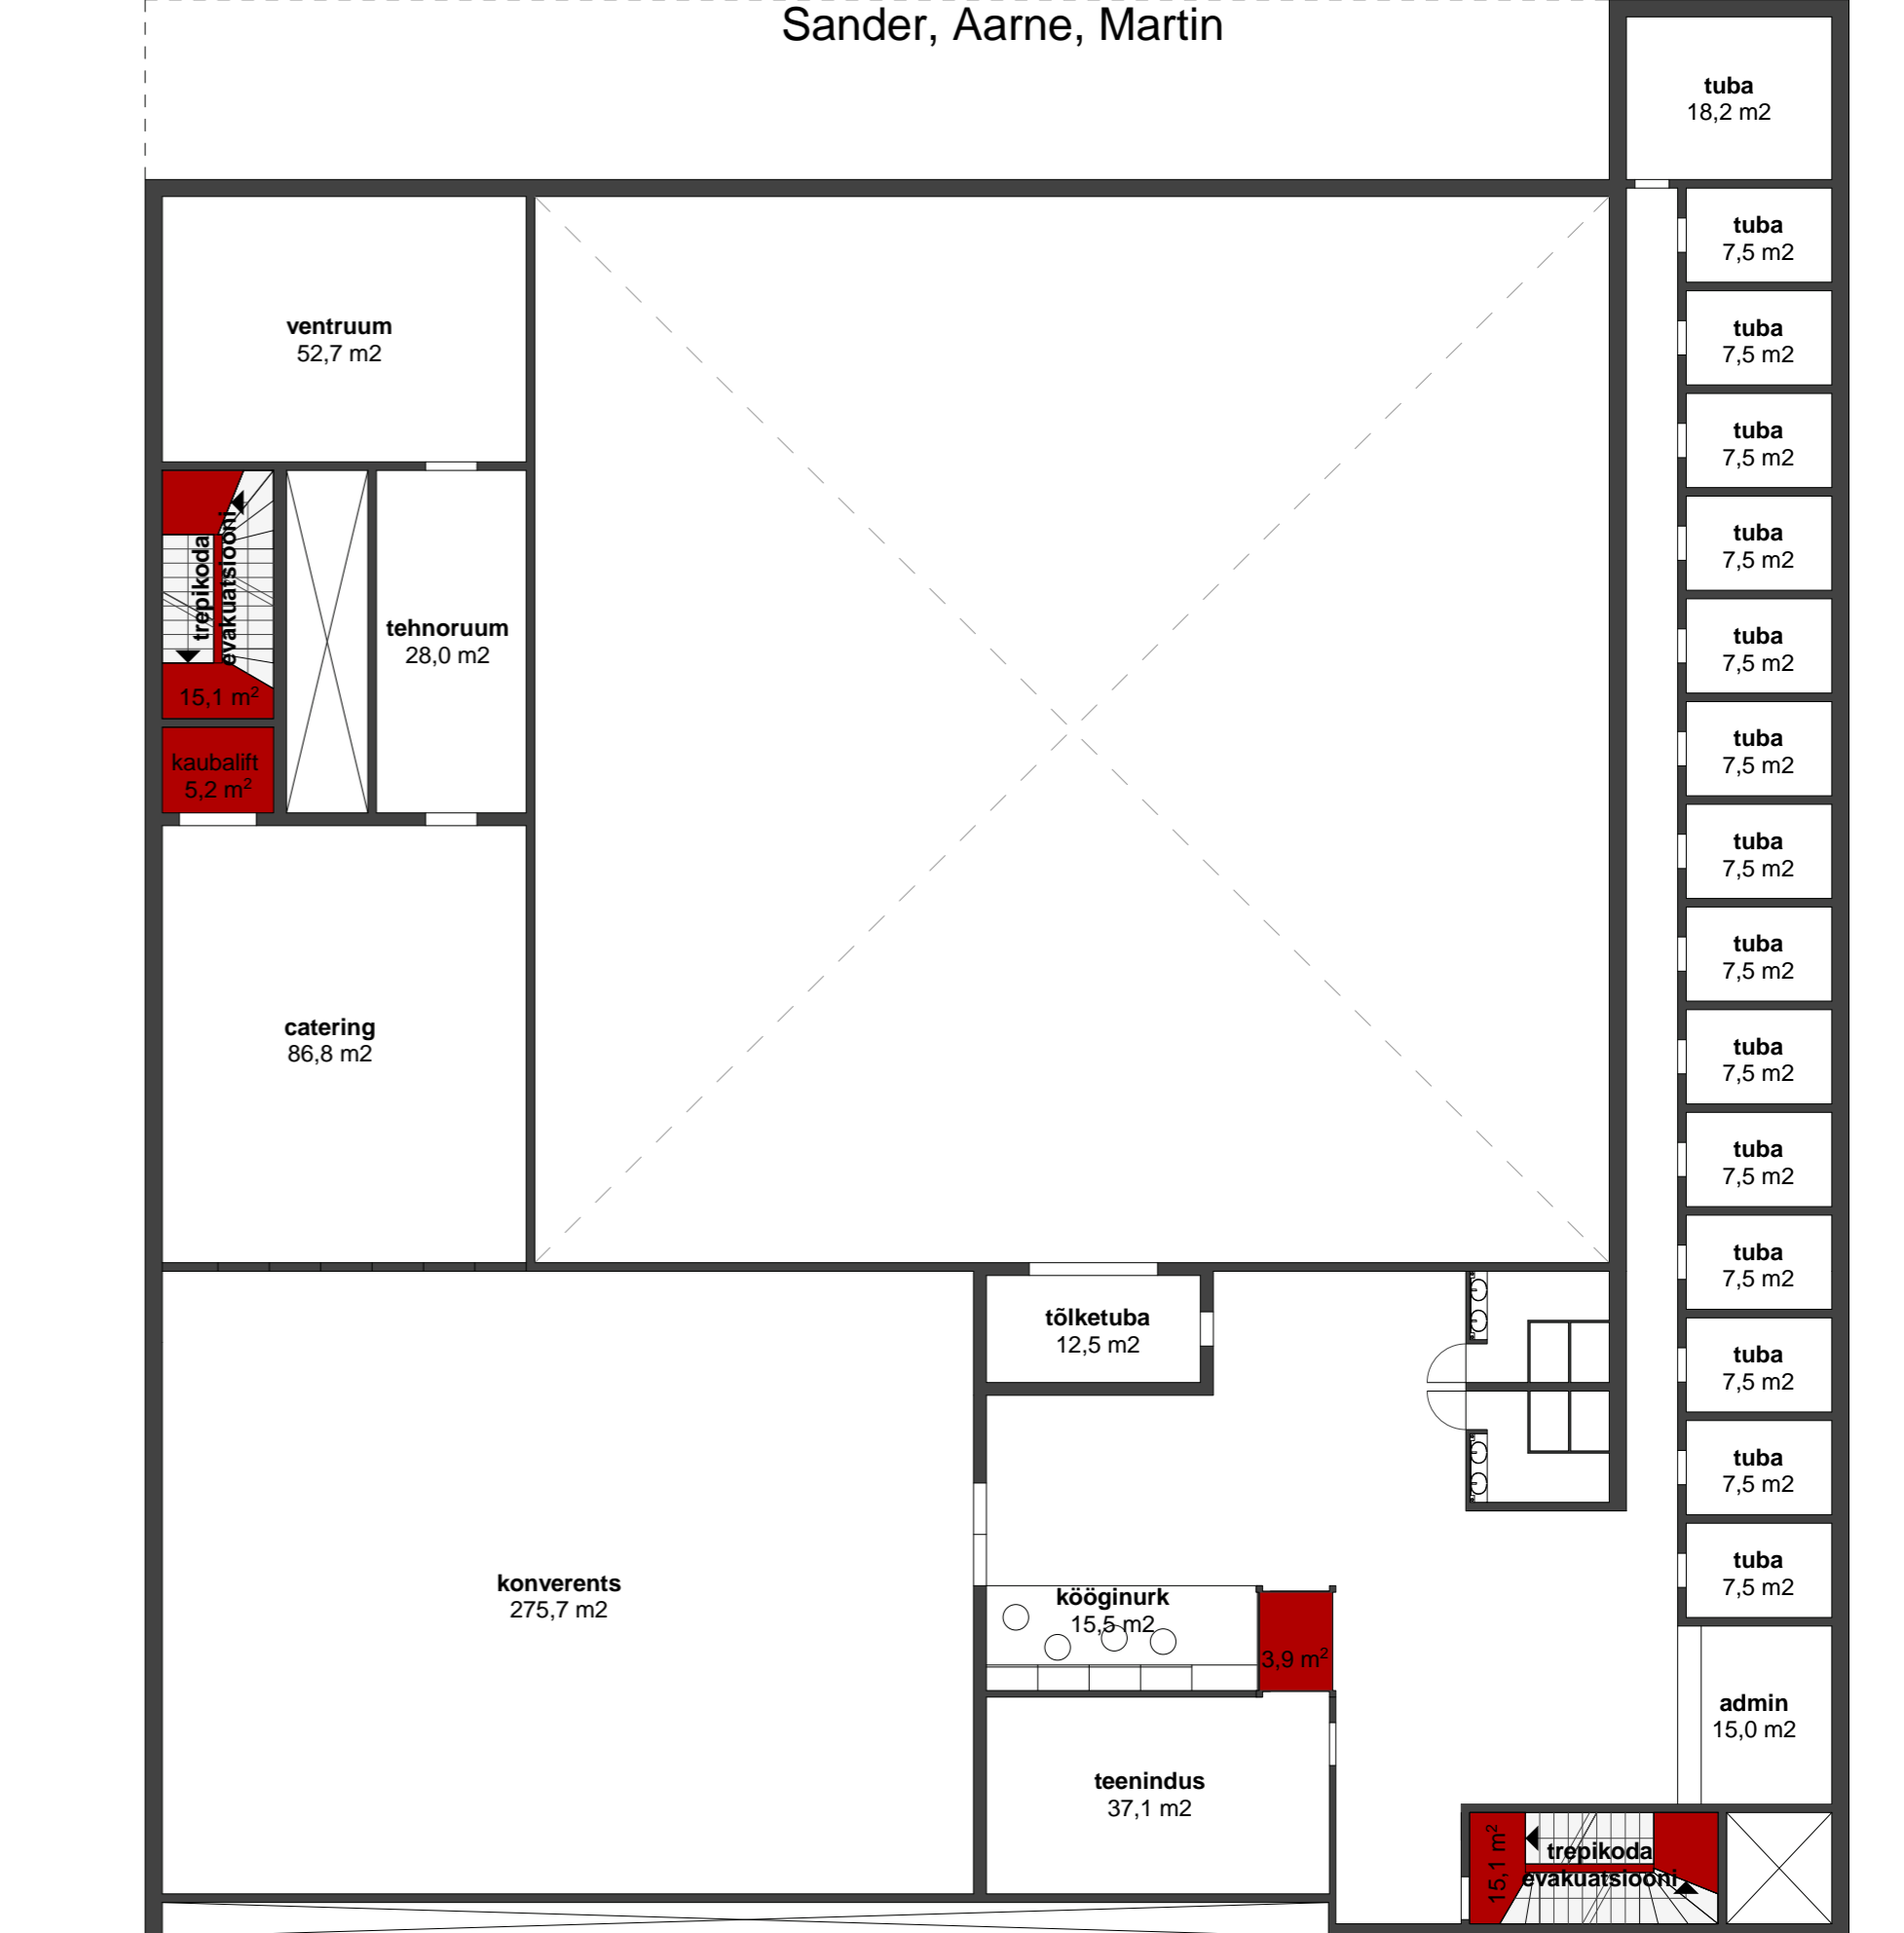 Sander, Aarne, Martin
tuba
18,2 m2
tuba
7,5 m2
ventruum
52,7 m2
tuba
7,5 m2
tuba
7,5 m2
tuba
7,5 m2
trepikoda
evakuatsiooni
15,1 m²
tehnoruum
28,0 m2
tuba
7,5 m2
kaubalift
5,2 m²
tuba
7,5 m2
tuba
7,5 m2
tuba
7,5 m2
catering
86,8 m2
tuba
7,5 m2
tuba
7,5 m2
tuba
7,5 m2
tõlketuba
12,5 m2
tuba
7,5 m2
tuba
7,5 m2
konverents
275,7 m2
kööginurk
15,5 m2
tuba
7,5 m2
3,9 m²
admin
15,0 m2
teenindus
37,1 m2
15,1 m²
trepikoda
evakuatsiooni